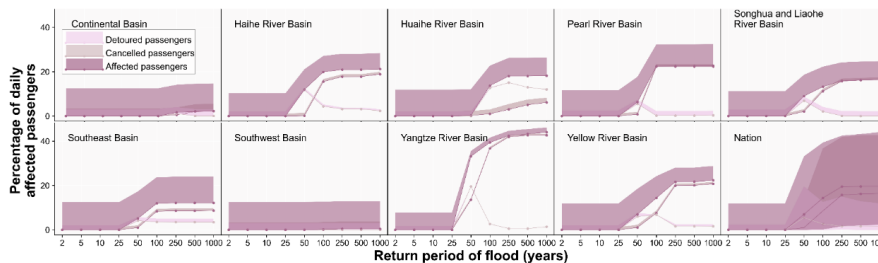 Percentage of daily
affected passengers
Continental Basin
Detoured passengers
Cancelled passengers
Affected passengers
Haihe River Basin
Huaihe River Basin
Pearl River Basin
Songhua and Liaohe
River Basin
40
20
0
Southeast Basin
Southwest Basin
Yangtze River Basin
Yellow River Basin
Nation
40
20
0
2 5 10 25 50 100 250 500 1000
2 5 10 25 50 100 250 500 1000
2 5 10 25 50 100 250 500 1000
2 5 10 25 50 100 250 500 1000
2 5 10 25 50 100 250 500 1000
Return period of flood (years)